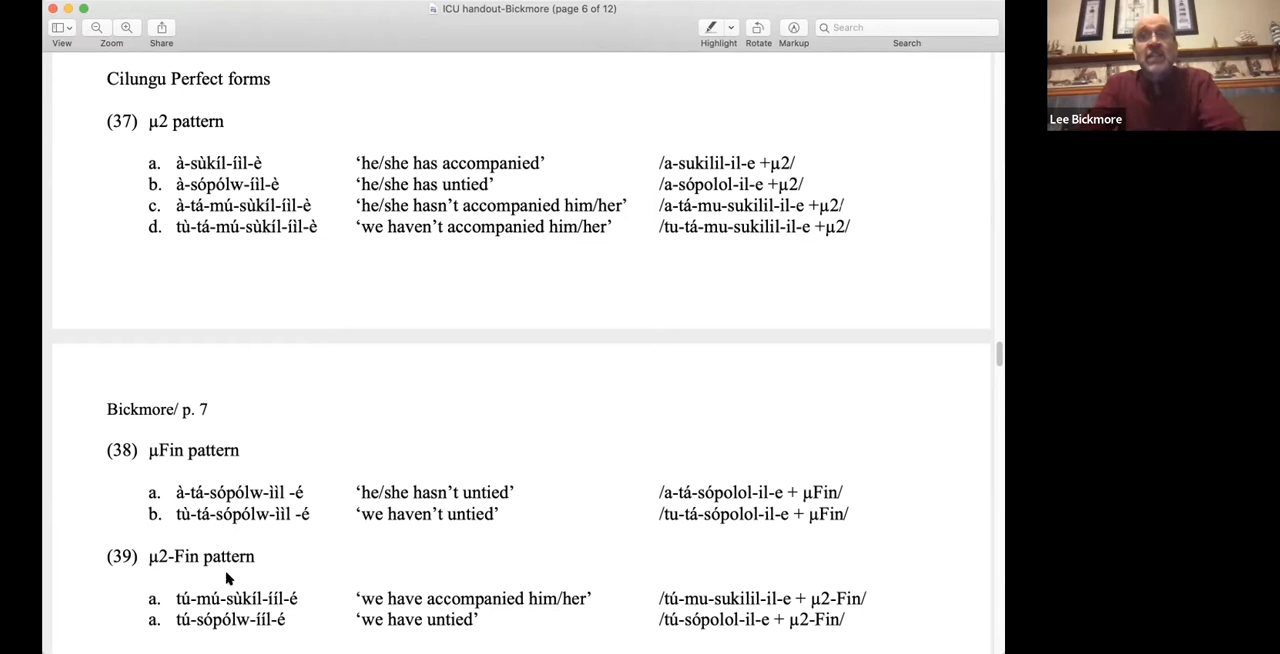 ICU handout-Bickmore (page 6 of 12)
Search
View Zoom Share Highlight Rotate Markup Search
Lee Bickmore
Cilungu Perfect forms
(37) µ2 pattern
a. à-sùkíl-íìl-è ‘he/she has accompanied’ /a-sukilil-il-e +µ2/
b. à-sópólw-íìl-è ‘he/she has untied’ /a-sópolol-il-e +µ2/
c. à-tá-mú-sùkíl-íìl-è ‘he/she hasn’t accompanied him/her’ /a-tá-mu-sukilil-il-e +µ2/
d. tù-tá-mú-sùkíl-íìl-è ‘we haven’t accompanied him/her’ /tu-tá-mu-sukilil-il-e +µ2/
Bickmore/ p. 7
(38) µFin pattern
a. à-tá-sópólw-ììl -é ‘he/she hasn’t untied’ /a-tá-sópolol-il-e + µFin/
b. tù-tá-sópólw-ììl -é ‘we haven’t untied’ /tu-tá-sópolol-il-e + µFin/
(39) µ2-Fin pattern
a. tú-mú-sùkíl-ííl-é ‘we have accompanied him/her’ /tú-mu-sukilil-il-e + µ2-Fin/
a. tú-sópólw-ííl-é ‘we have untied’ /tú-sópolol-il-e + µ2-Fin/